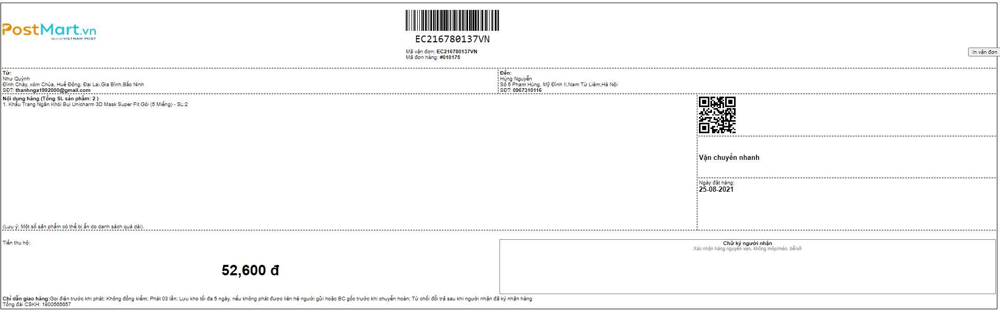 PostMart.vn
Bảo trợ bởi VIETNAM POST
EC216780137VN
Mã vận đơn: EC216780137VN
Mã đơn hàng: #010175
In vận đơn
Từ:
Như Quỳnh
Đình Cháy, xóm Chùa, Huề Đông, Đại Lai,Gia Bình,Bắc Ninh
SĐT: thanhnga1992000@gmail.com
Đến:
Hùng Nguyễn
Số 5 Phạm Hùng, Mỹ Đình II,Nam Từ Liêm,Hà Nội
SĐT: 0967310116
Nội dụng hàng (Tổng SL sản phẩm: 2 )
1. Khẩu Trang Ngăn Khói Bụi Unicharm 3D Mask Super Fit Gói (5 Miếng) - SL:2
(Lưu ý: Một số sản phẩm có thể bị ẩn do danh sách quá dài).
Vận chuyển nhanh
Ngày đặt hàng:
25-08-2021
Tiền thu hộ:
52,600 đ
Chữ ký người nhận
Xác nhận hàng nguyên vẹn, không móp/méo, bể/vỡ
Chỉ dẫn giao hàng:Gọi điện trước khi phát; Không đồng kiểm; Phát 03 lần; Lưu kho tối đa 5 ngày, nếu không phát được liên hệ người gửi hoặc BC gốc trước khi chuyển hoàn; Từ chối đổi trả sau khi người nhận đã ký nhận hàng
Tổng đài CSKH: 1900565657